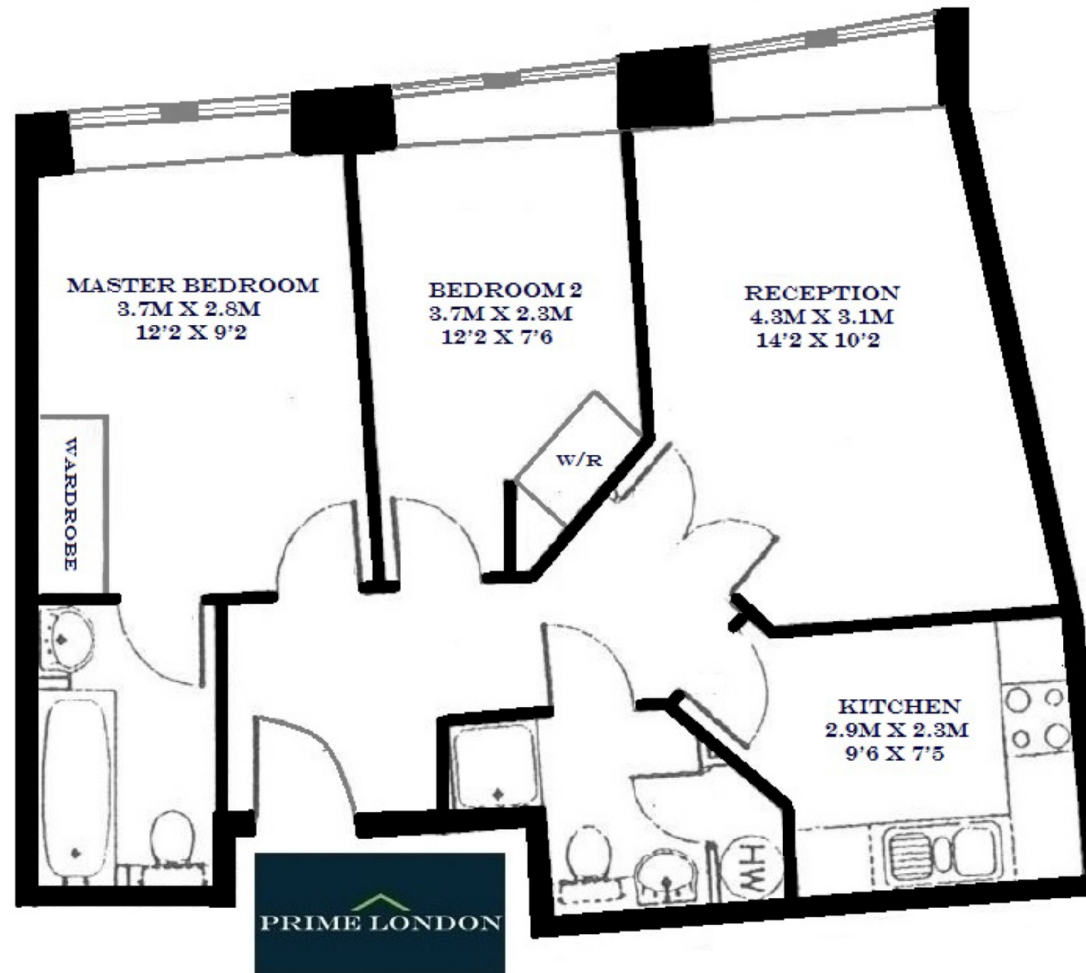 MASTER BEDROOM
3.7M X 2.8M
12'2 X 9'2
BEDROOM 2
3.7M X 2.3M
12'2 X 7'6
RECEPTION
4.3M X 3.1M
14'2 X 10'2
WARDROBE
W/R
KITCHEN
2.9M X 2.3M
9'6 X 7'5
HW
PRIME LONDON